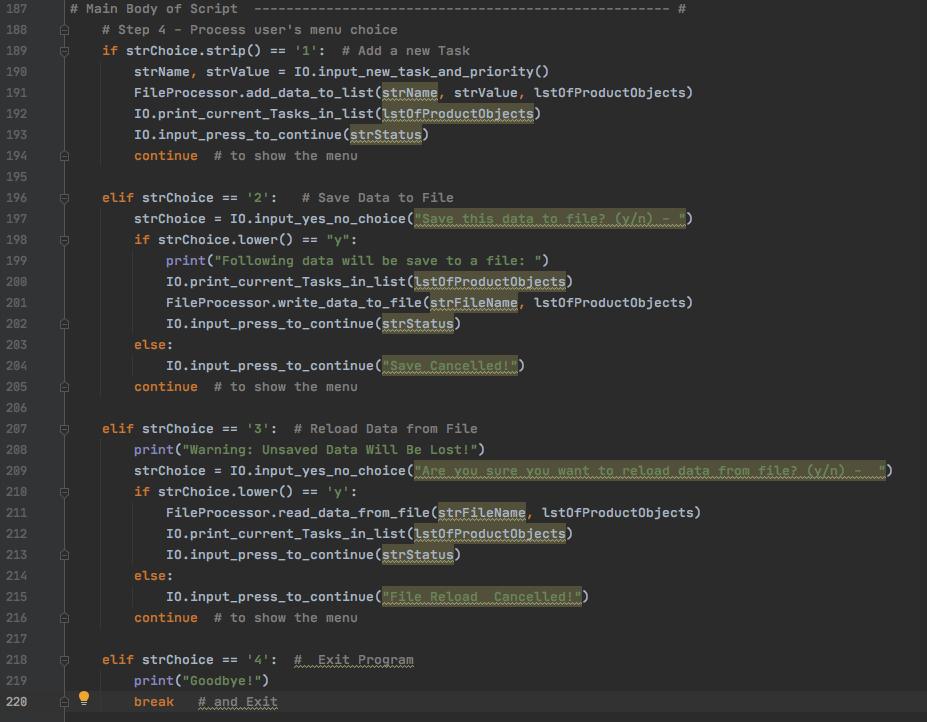 187 # Main Body of Script  ---------------------------------------------------- #
188     # Step 4 - Process user's menu choice
189     if strChoice.strip() == '1':  # Add a new Task
190         strName, strValue = IO.input_new_task_and_priority()
191         FileProcessor.add_data_to_list(strName, strValue, lstOfProductObjects)
192         IO.print_current_Tasks_in_list(lstOfProductObjects)
193         IO.input_press_to_continue(strStatus)
194         continue  # to show the menu
195
196     elif strChoice == '2':   # Save Data to File
197         strChoice = IO.input_yes_no_choice("Save this data to file? (y/n) - ")
198         if strChoice.lower() == "y":
199             print("Following data will be save to a file: ")
200             IO.print_current_Tasks_in_list(lstOfProductObjects)
201             FileProcessor.write_data_to_file(strFileName, lstOfProductObjects)
202             IO.input_press_to_continue(strStatus)
203         else:
204             IO.input_press_to_continue("Save Cancelled!")
205         continue  # to show the menu
206
207     elif strChoice == '3':  # Reload Data from File
208         print("Warning: Unsaved Data Will Be Lost!")
209         strChoice = IO.input_yes_no_choice("Are you sure you want to reload data from file? (y/n) -  ")
210         if strChoice.lower() == 'y':
211             FileProcessor.read_data_from_file(strFileName, lstOfProductObjects)
212             IO.print_current_Tasks_in_list(lstOfProductObjects)
213             IO.input_press_to_continue(strStatus)
214         else:
215             IO.input_press_to_continue("File Reload  Cancelled!")
216         continue  # to show the menu
217
218     elif strChoice == '4':  #  Exit Program
219         print("Goodbye!")
220         break   # and Exit